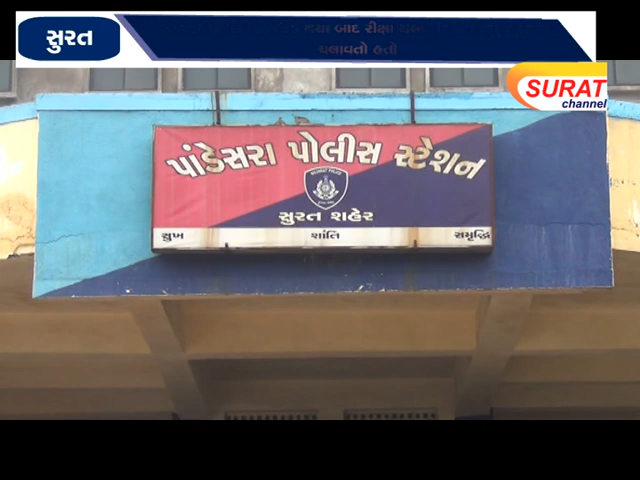 સુરત
બાદ રીક્ષા
ચલાવતો હતો
SURAT
channel
પાંડેસરા પોલીસ સ્ટેશન
સુરત શહેર
સુખ શાંતિ સમૃદ્ધિ